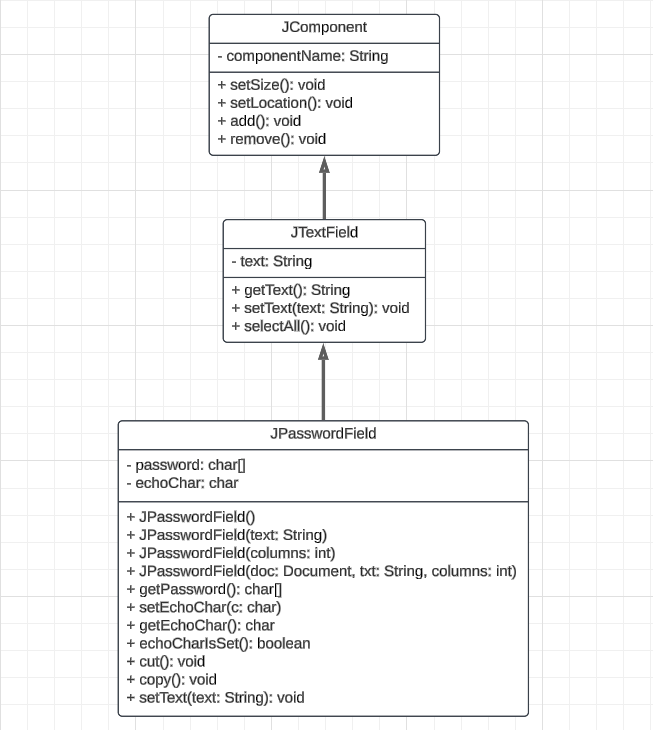 JComponent
- componentName: String
+ setSize(): void
+ setLocation(): void
+ add(): void
+ remove(): void
JTextField
- text: String
+ getText(): String
+ setText(text: String): void
+ selectAll(): void
JPasswordField
- password: char[]
- echoChar: char
+ JPasswordField()
+ JPasswordField(text: String)
+ JPasswordField(columns: int)
+ JPasswordField(doc: Document, txt: String, columns: int)
+ getPassword(): char[]
+ setEchoChar(c: char)
+ getEchoChar(): char
+ echoCharIsSet(): boolean
+ cut(): void
+ copy(): void
+ setText(text: String): void